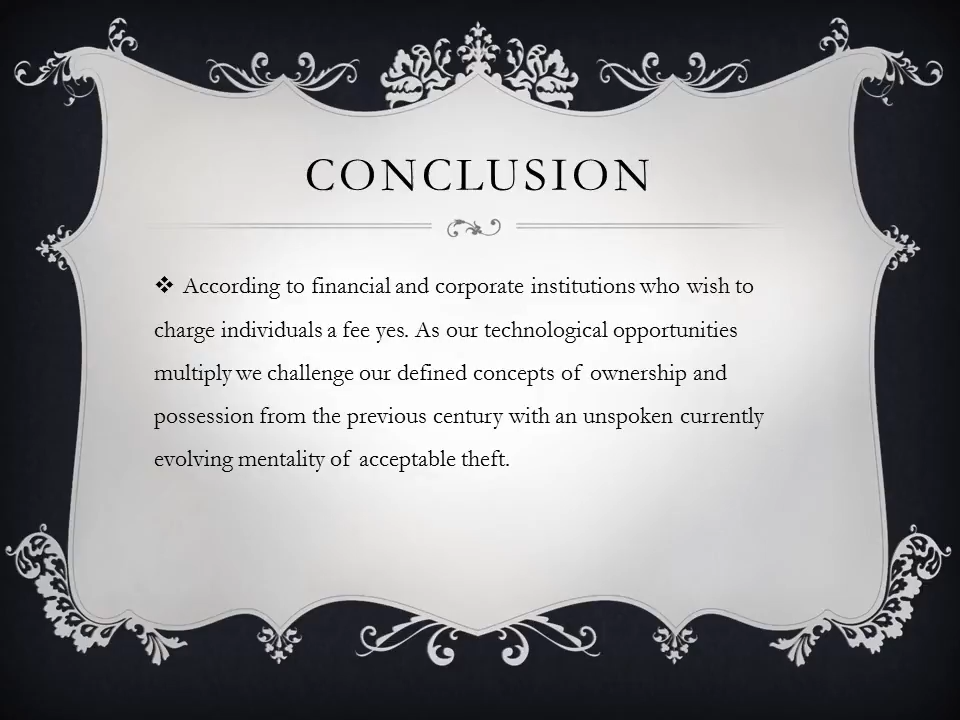 CONCLUSION
❖ According to financial and corporate institutions who wish to
charge individuals a fee yes. As our technological opportunities
multiply we challenge our defined concepts of ownership and
possession from the previous century with an unspoken currently
evolving mentality of acceptable theft.